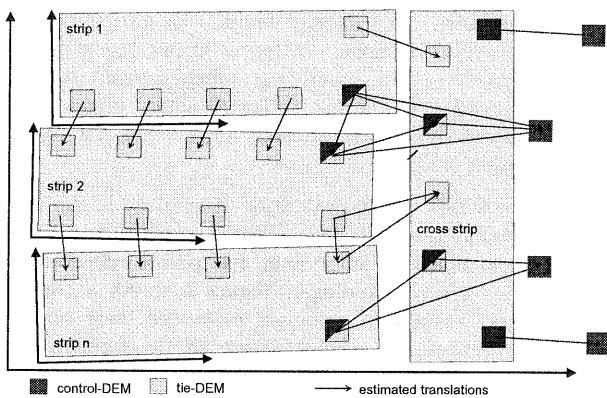 strip 1
strip 2
cross strip
strip n
control-DEM
tie-DEM
estimated translations